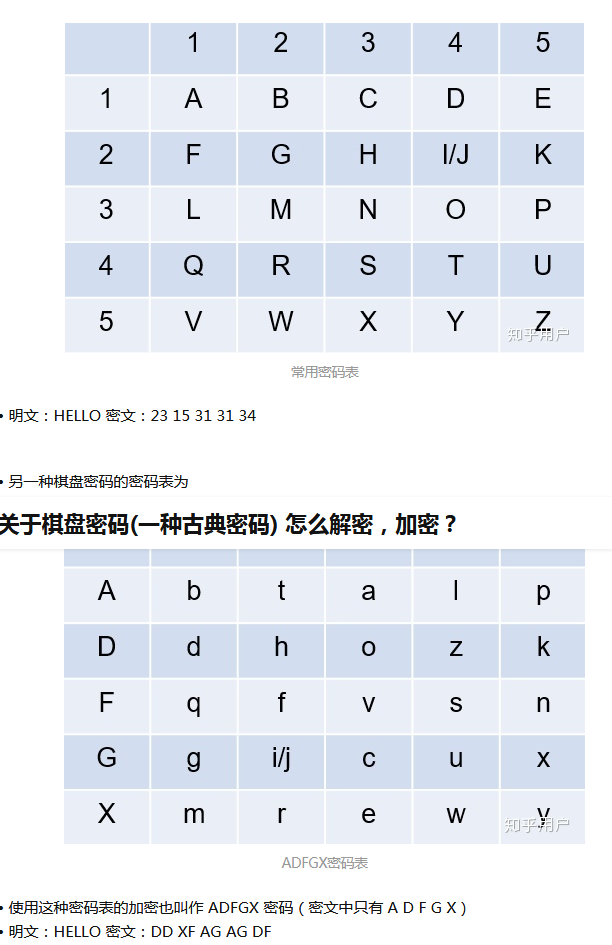 1 2 3 4 5
1 A B C D E
2 F G H I/J K
3 L M N O P
4 Q R S T U
5 V W X Y Z
知乎用户
常用密码表
• 明文：HELLO 密文：23 15 31 31 34
• 另一种棋盘密码的密码表为
关于棋盘密码(一种古典密码) 怎么解密，加密？
A b t a l p
D d h o z k
F q f v s n
G g i/j c u x
X m r e w y
知乎用户
ADFGX密码表
• 使用这种密码表的加密也叫作 ADFGX 密码（密文中只有 A D F G X）
• 明文：HELLO 密文：DD XF AG AG DF